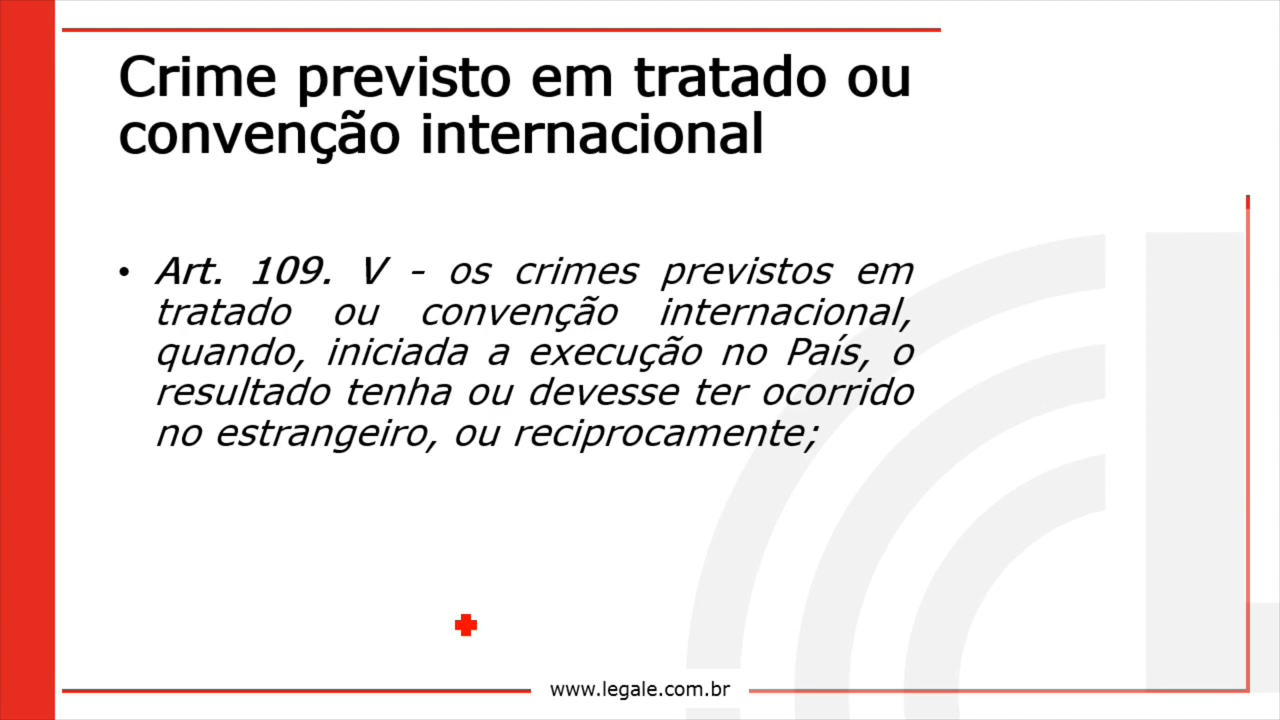 Crime previsto em tratado ou
convenção internacional
• Art. 109. V - os crimes previstos em
tratado ou convenção internacional,
quando, iniciada a execução no País, o
resultado tenha ou devesse ter ocorrido
no estrangeiro, ou reciprocamente;
www.legale.com.br